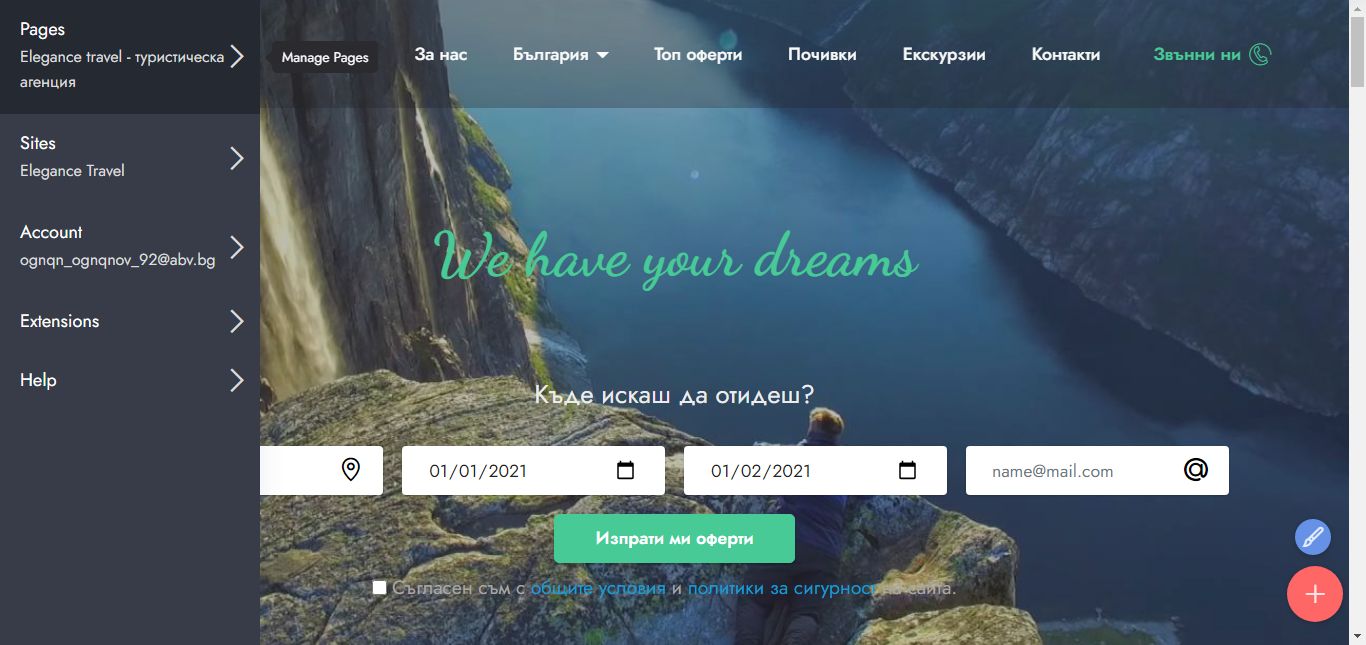 Pages
Elegance travel - туристическа
агенция
Manage Pages
За нас
България
Топ оферти
Почивки
Екскурзии
Контакти
Звънни ни
Sites
Elegance Travel
Account
ognqn_ognqnov_92@abv.bg
Extensions
Help
We have your dreams
Къде искаш да отидеш?
01/01/2021
01/02/2021
name@mail.com
Изпрати ми оферти
Съгласен съм с общите условия и политики за сигурност на сайта.